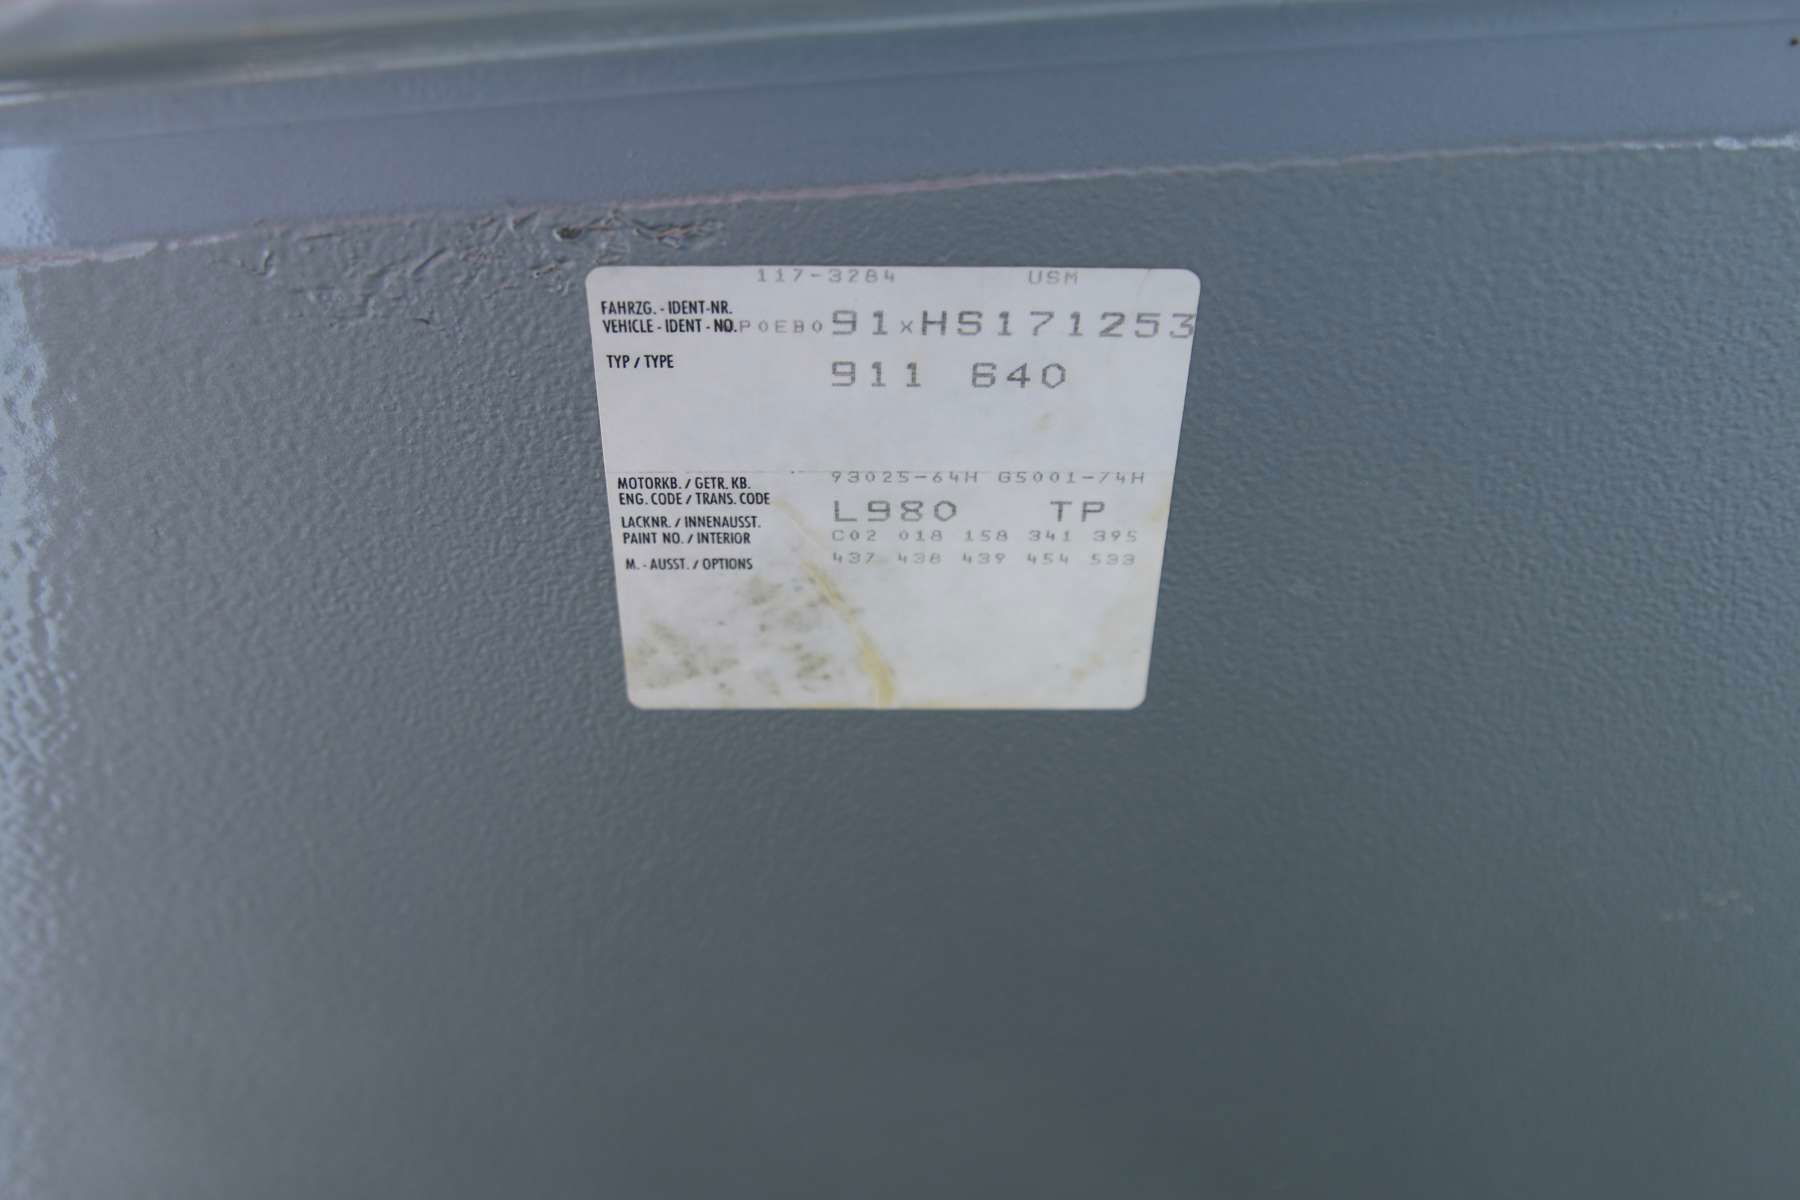 117-3284 USM
FAHRZG. - IDENT-NR.
VEHICLE - IDENT - NO. P0EB091xHS171253
TYP / TYPE 911 640
MOTORKB. / GETR. KB. 93025-64H G5001-74H
ENG. CODE / TRANS. CODE
LACKNR. / INNENAUSST. L980 TP
PAINT NO. / INTERIOR C02 018 158 341 395
M. - AUSST. / OPTIONS 437 438 439 454 533